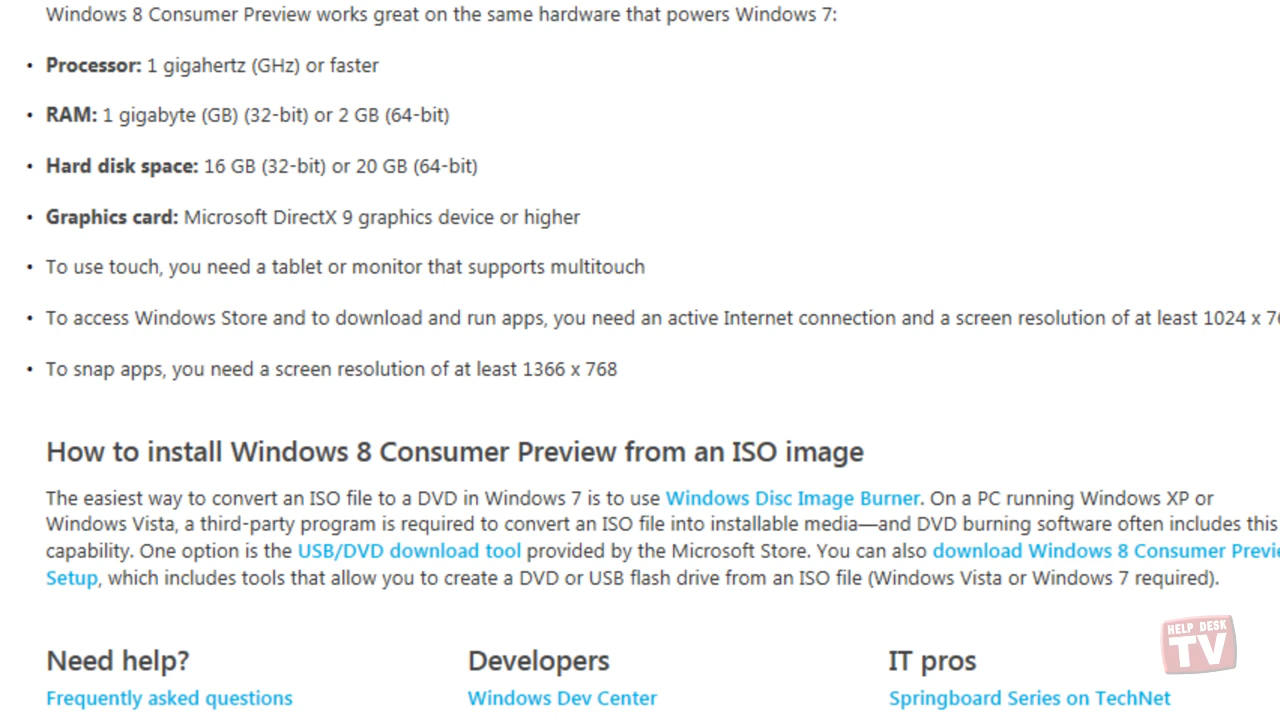 Windows 8 Consumer Preview works great on the same hardware that powers Windows 7:
• Processor: 1 gigahertz (GHz) or faster
• RAM: 1 gigabyte (GB) (32-bit) or 2 GB (64-bit)
• Hard disk space: 16 GB (32-bit) or 20 GB (64-bit)
• Graphics card: Microsoft DirectX 9 graphics device or higher
• To use touch, you need a tablet or monitor that supports multitouch
• To access Windows Store and to download and run apps, you need an active Internet connection and a screen resolution of at least 1024 x
• To snap apps, you need a screen resolution of at least 1366 x 768
How to install Windows 8 Consumer Preview from an ISO image
The easiest way to convert an ISO file to a DVD in Windows 7 is to use Windows Disc Image Burner. On a PC running Windows XP or
Windows Vista, a third-party program is required to convert an ISO file into installable media—and DVD burning software often includes this
capability. One option is the USB/DVD download tool provided by the Microsoft Store. You can also download Windows 8 Consumer
Setup, which includes tools that allow you to create a DVD or USB flash drive from an ISO file (Windows Vista or Windows 7 required).
HELP DESK
TV
Need help? Developers IT pros
Frequently asked questions Windows Dev Center Springboard Series on TechNet